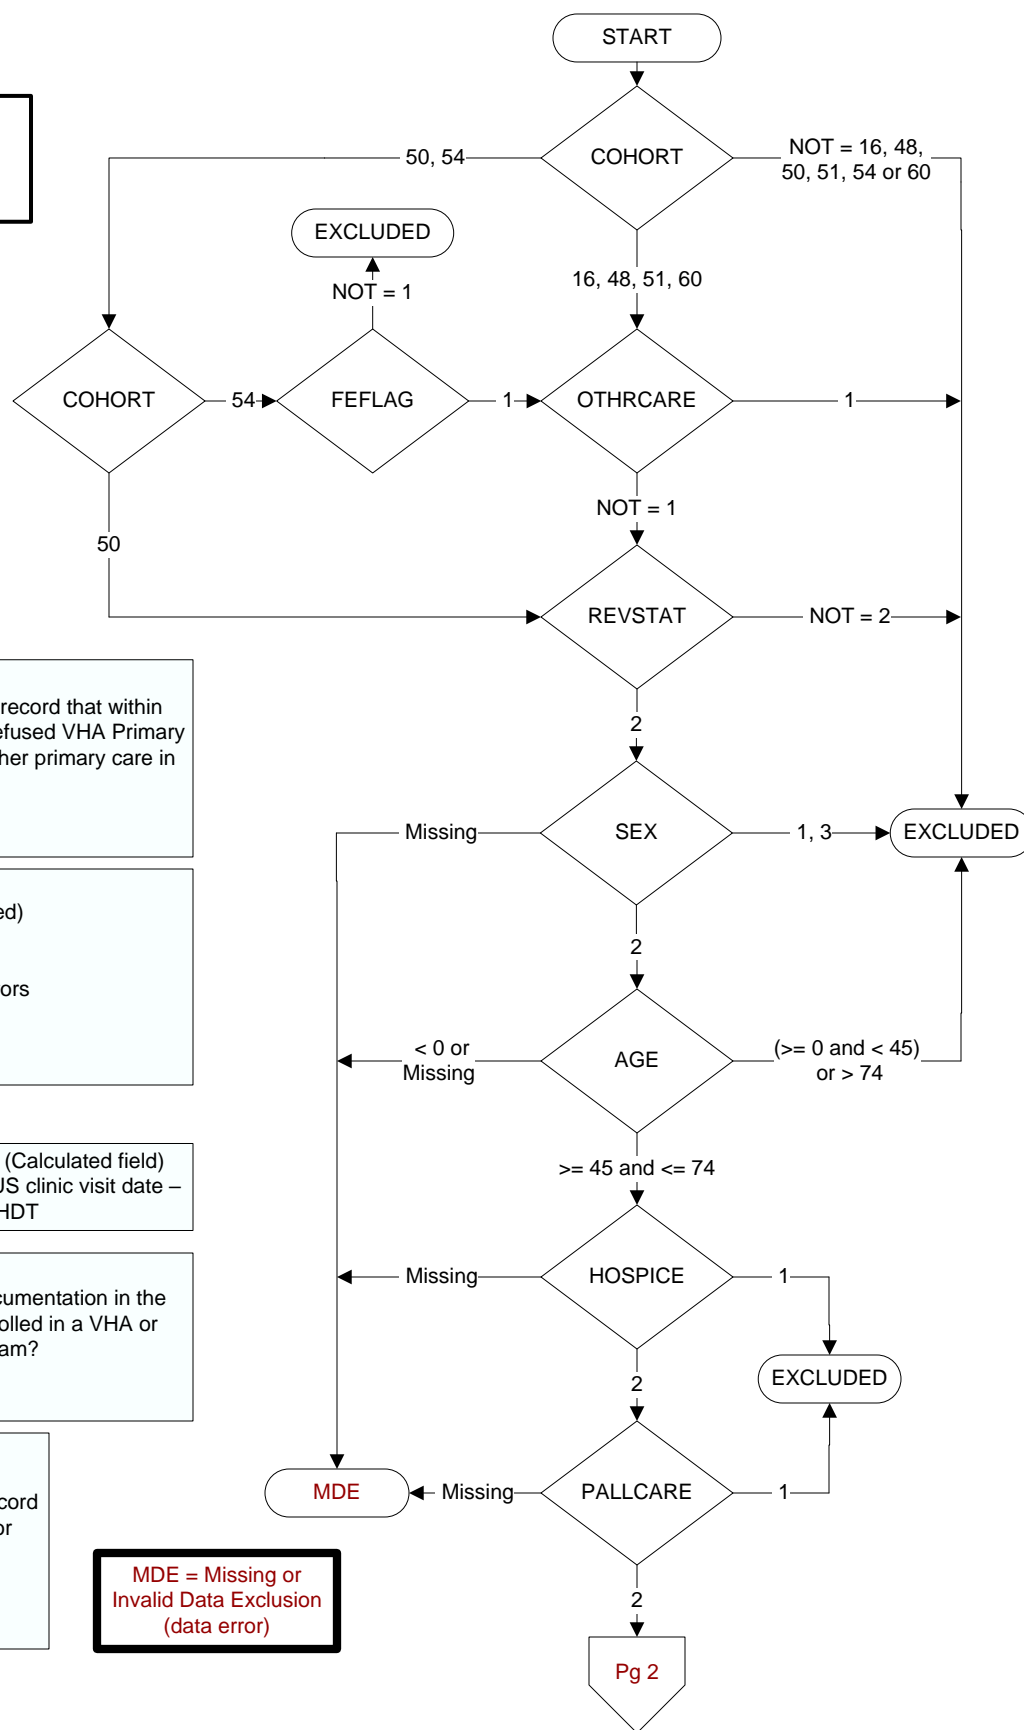 START
COHORT
50, 54
NOT = 16, 48,
50, 51, 54 or 60
EXCLUDED
NOT = 1
16, 48, 51, 60
COHORT
54
FEFLAG
1
OTHRCARE
1
NOT = 1
50
REVSTAT
NOT = 2
record that within
efused VHA Primary
her primary care in
2
Missing
SEX
1, 3
EXCLUDED
ed)
ors
2
< 0 or
Missing
AGE
(>= 0 and < 45)
or > 74
(Calculated field)
US clinic visit date –
HDT
>= 45 and <= 74
cumentation in the
olled in a VHA or
am?
Missing
HOSPICE
1
2
EXCLUDED
cord
or
MDE
Missing
PALLCARE
1
MDE = Missing or
Invalid Data Exclusion
(data error)
2
Pg 2